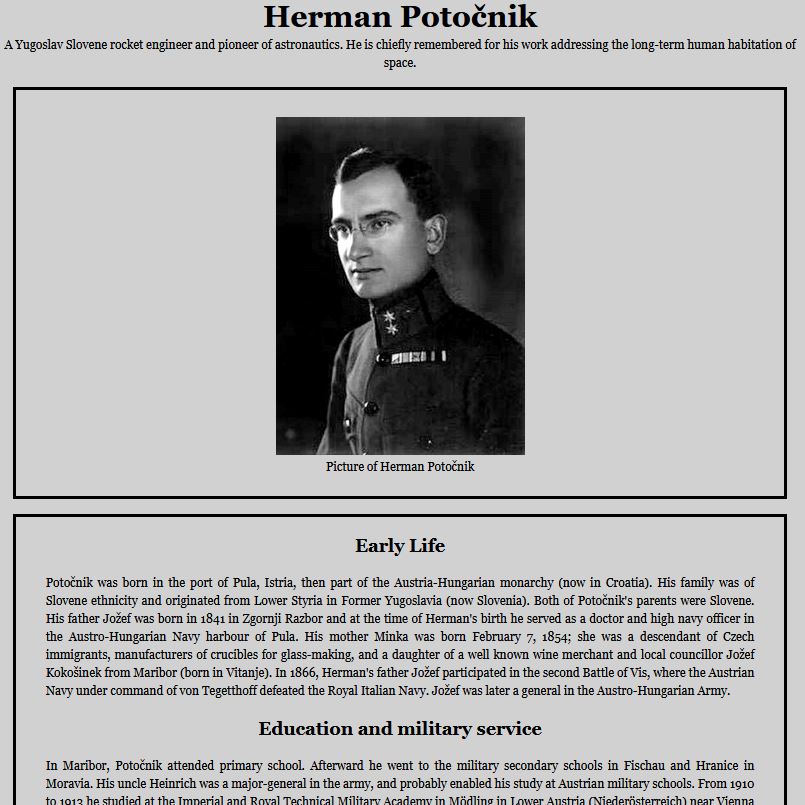 Herman Potočnik
A Yugoslav Slovene rocket engineer and pioneer of astronautics. He is chiefly remembered for his work addressing the long-term human habitation of
space.
Picture of Herman Potočnik
Early Life
Potočnik was born in the port of Pula, Istria, then part of the Austria-Hungarian monarchy (now in Croatia). His family was of
Slovene ethnicity and originated from Lower Styria in Former Yugoslavia (now Slovenia). Both of Potočnik's parents were Slovene.
His father Jožef was born in 1841 in Zgornji Razbor and at the time of Herman's birth he served as a doctor and high navy officer in
the Austro-Hungarian Navy harbour of Pula. His mother Minka was born February 7, 1854; she was a descendant of Czech
immigrants, manufacturers of crucibles for glass-making, and a daughter of a well known wine merchant and local councillor Jožef
Kokošinek from Maribor (born in Vitanje). In 1866, Herman's father Jožef participated in the second Battle of Vis, where the Austrian
Navy under command of von Tegetthoff defeated the Royal Italian Navy. Jožef was later a general in the Austro-Hungarian Army.
Education and military service
In Maribor, Potočnik attended primary school. Afterward he went to the military secondary schools in Fischau and Hranice in
Moravia. His uncle Heinrich was a major-general in the army, and probably enabled his study at Austrian military schools. From 1910
to 1913 he studied at the Imperial and Royal Technical Military Academy in Mödling in Lower Austria (Niederösterreich) near Vienna